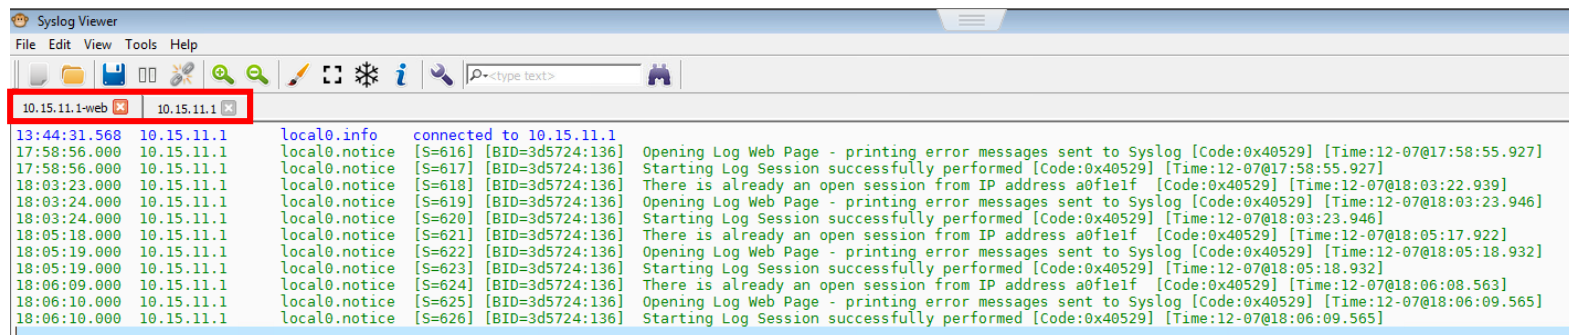 Syslog Viewer
File Edit View Tools Help
<type text>
10.15.11.1-web 10.15.11.1
13:44:31.568 10.15.11.1 local0.info connected to 10.15.11.1
17:58:56.000 10.15.11.1 local0.notice [S=616] [BID=3d5724:136] Opening Log Web Page - printing error messages sent to Syslog [Code:0x40529] [Time:12-07@17:58:55.927]
17:58:56.000 10.15.11.1 local0.notice [S=617] [BID=3d5724:136] Starting Log Session successfully performed [Code:0x40529] [Time:12-07@17:58:55.927]
18:03:23.000 10.15.11.1 local0.notice [S=618] [BID=3d5724:136] There is already an open session from IP address a0f1e1f [Code:0x40529] [Time:12-07@18:03:22.939]
18:03:24.000 10.15.11.1 local0.notice [S=619] [BID=3d5724:136] Opening Log Web Page - printing error messages sent to Syslog [Code:0x40529] [Time:12-07@18:03:23.946]
18:03:24.000 10.15.11.1 local0.notice [S=620] [BID=3d5724:136] Starting Log Session successfully performed [Code:0x40529] [Time:12-07@18:03:23.946]
18:05:18.000 10.15.11.1 local0.notice [S=621] [BID=3d5724:136] There is already an open session from IP address a0f1e1f [Code:0x40529] [Time:12-07@18:05:17.922]
18:05:19.000 10.15.11.1 local0.notice [S=622] [BID=3d5724:136] Opening Log Web Page - printing error messages sent to Syslog [Code:0x40529] [Time:12-07@18:05:18.932]
18:05:19.000 10.15.11.1 local0.notice [S=623] [BID=3d5724:136] Starting Log Session successfully performed [Code:0x40529] [Time:12-07@18:05:18.932]
18:06:09.000 10.15.11.1 local0.notice [S=624] [BID=3d5724:136] There is already an open session from IP address a0f1e1f [Code:0x40529] [Time:12-07@18:06:08.563]
18:06:10.000 10.15.11.1 local0.notice [S=625] [BID=3d5724:136] Opening Log Web Page - printing error messages sent to Syslog [Code:0x40529] [Time:12-07@18:06:09.565]
18:06:10.000 10.15.11.1 local0.notice [S=626] [BID=3d5724:136] Starting Log Session successfully performed [Code:0x40529] [Time:12-07@18:06:09.565]